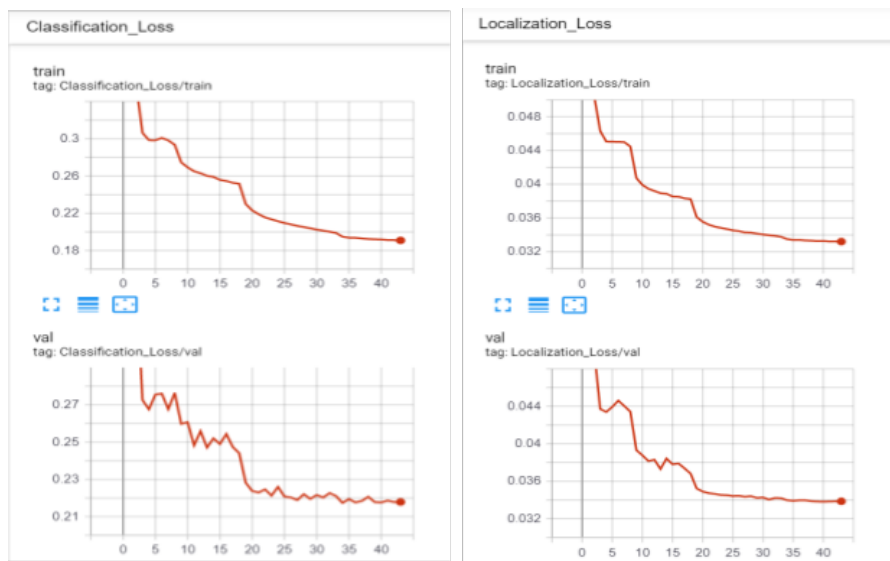 Classification_Loss
train
tag: Classification_Loss/train
0.3
0.26
0.22
0.18
0 5 10 15 20 25 30 35 40
val
tag: Classification_Loss/val
0.27
0.25
0.23
0.21
0 5 10 15 20 25 30 35 40
Localization_Loss
train
tag: Localization_Loss/train
0.048
0.044
0.04
0.036
0.032
0 5 10 15 20 25 30 35 40
val
tag: Localization_Loss/val
0.044
0.04
0.036
0.032
0 5 10 15 20 25 30 35 40